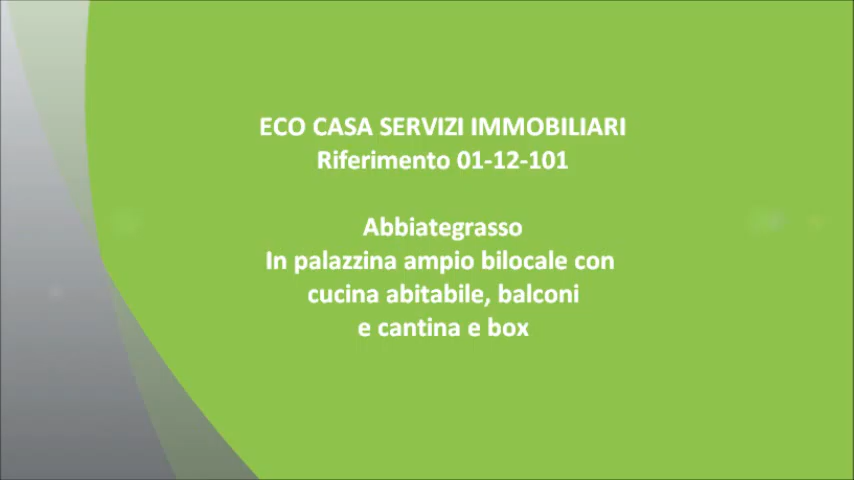 ECO CASA SERVIZI IMMOBILIARI
Riferimento 01-12-101
Abbiategrasso
In palazzina ampio bilocale con
cucina abitabile, balconi
e cantina e box